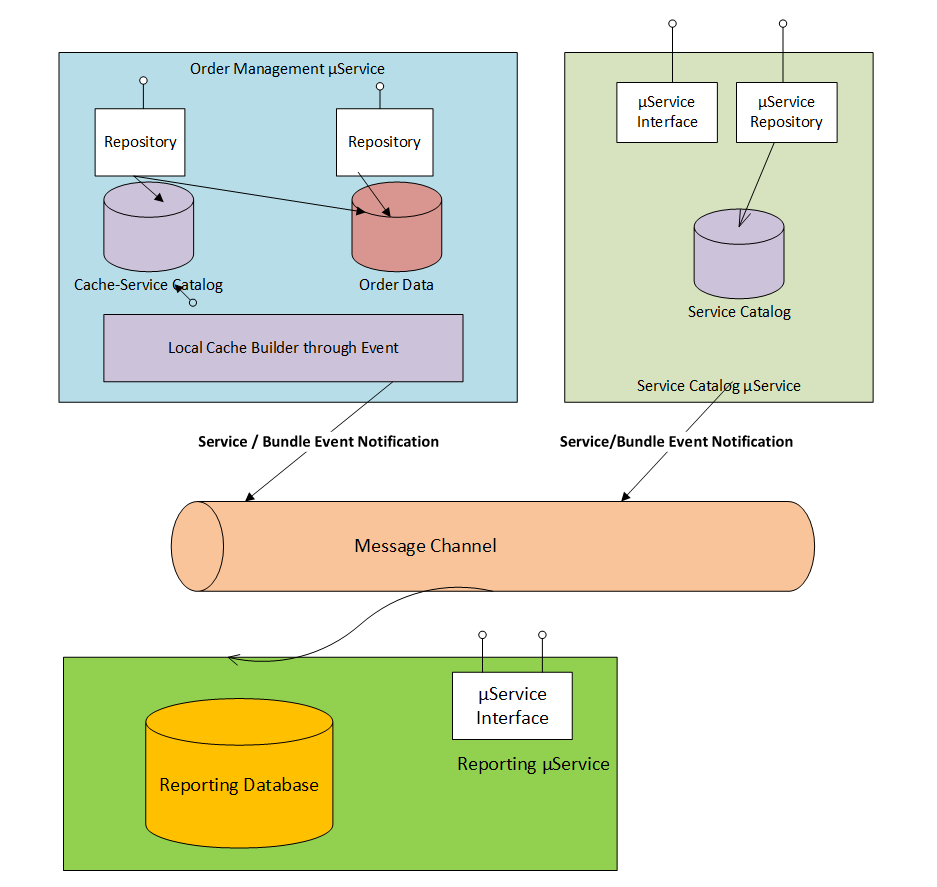 Order Management µService
Repository
Repository
Cache-Service Catalog
Order Data
Local Cache Builder through Event
µService
Interface
µService
Repository
Service Catalog
Service Catalog µService
Service / Bundle Event Notification
Service/Bundle Event Notification
Message Channel
µService
Interface
Reporting µService
Reporting Database